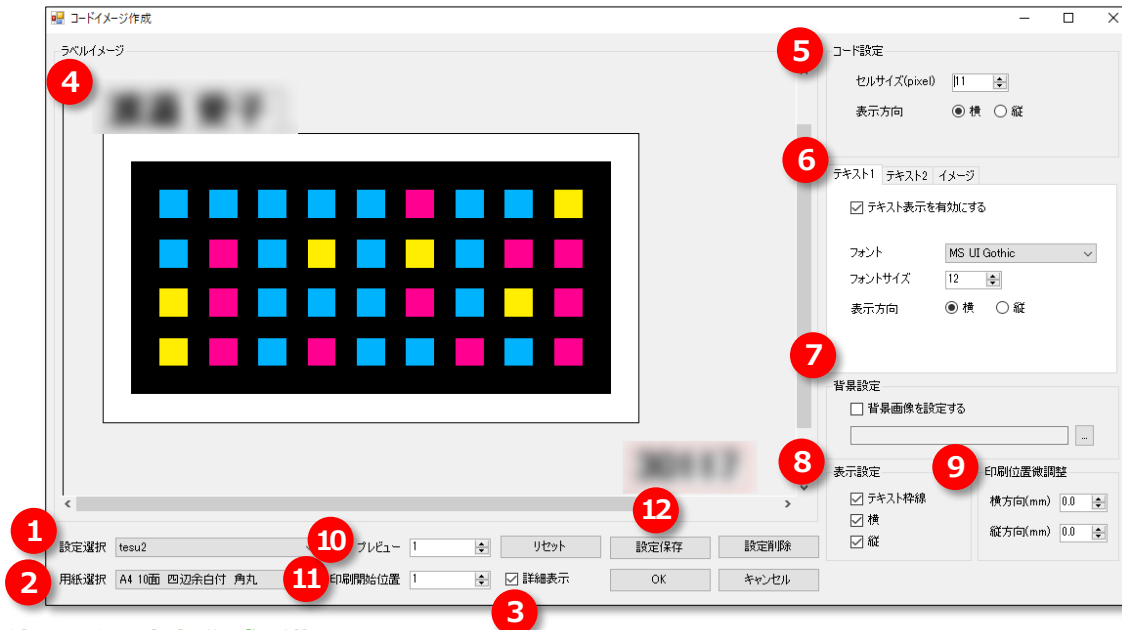 コードイメージ作成
ラベルイメージ
4
5
コード設定
セルサイズ(pixel) 11
表示方向 横 縦
6
テキスト1 テキスト2 イメージ
テキスト表示を有効にする
フォント MS UI Gothic
フォントサイズ 12
表示方向 横 縦
7
背景設定
背景画像を設定する
...
8
表示設定
テキスト枠線
横
縦
9
印刷位置微調整
横方向(mm) 0.0
縦方向(mm) 0.0
12
1
設定選択 tesu2
10
プレビュー 1
リセット
設定保存
設定削除
2
用紙選択 A4 10面 四辺余白付 角丸
11
印刷開始位置 1
詳細表示
OK
キャンセル
3